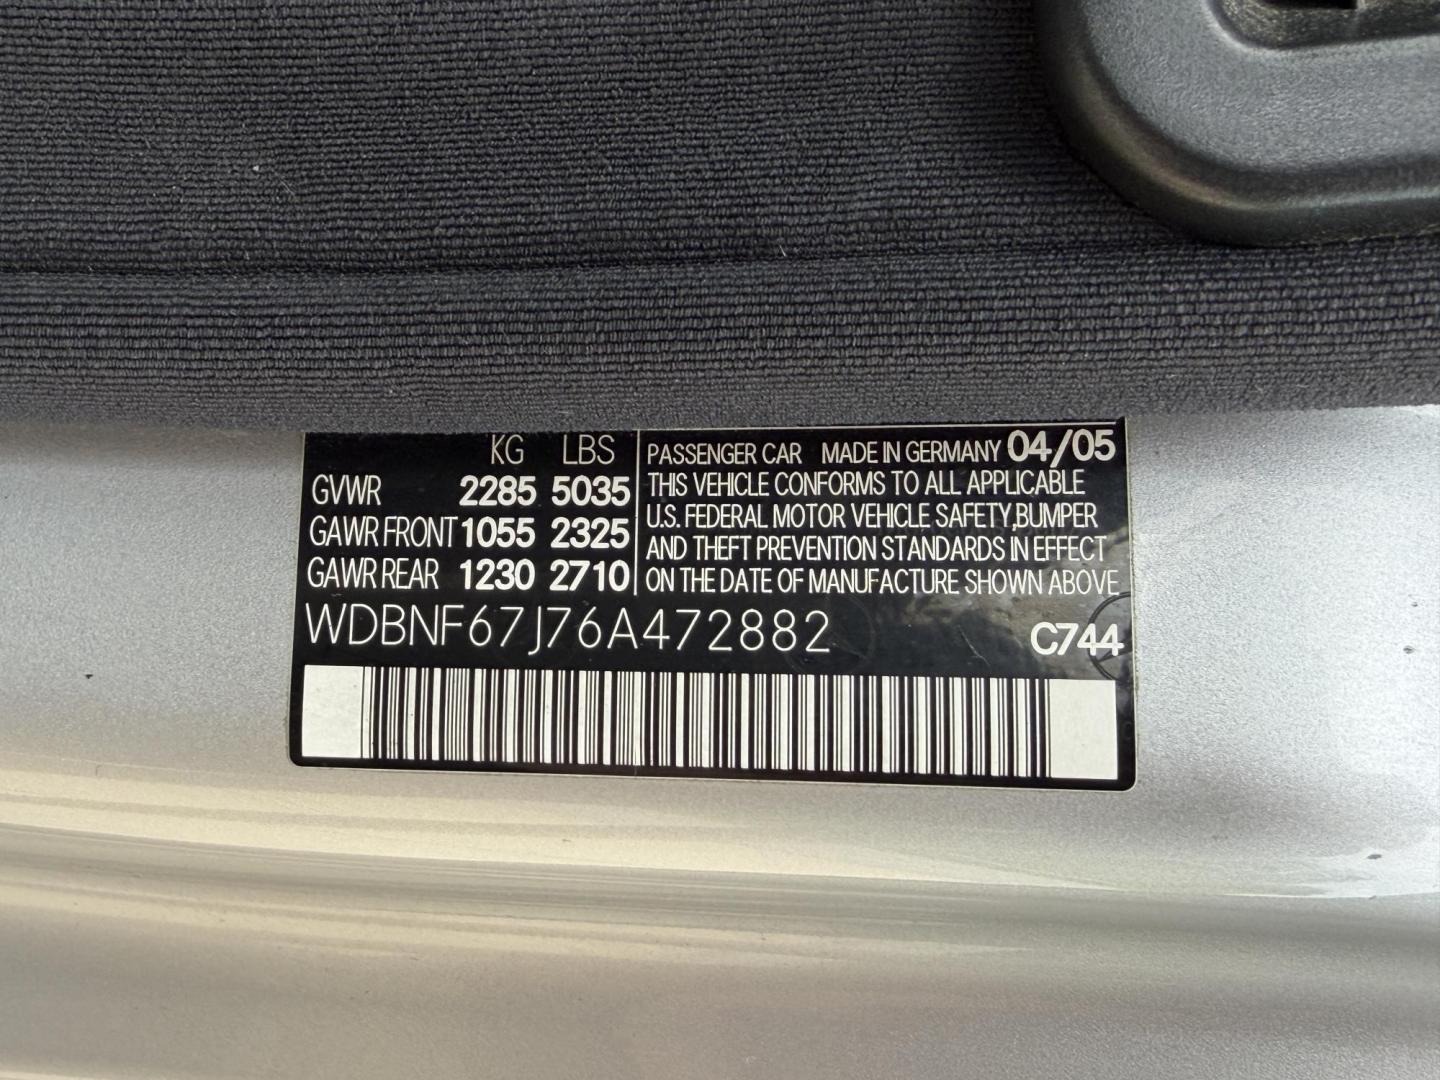 KG LBS
GVWR 2285 5035
GAWR FRONT 1055 2325
GAWR REAR 1230 2710
PASSENGER CAR MADE IN GERMANY 04/05
THIS VEHICLE CONFORMS TO ALL APPLICABLE
U.S. FEDERAL MOTOR VEHICLE SAFETY,BUMPER
AND THEFT PREVENTION STANDARDS IN EFFECT
ON THE DATE OF MANUFACTURE SHOWN ABOVE
WDBNF67J76A472882 C744